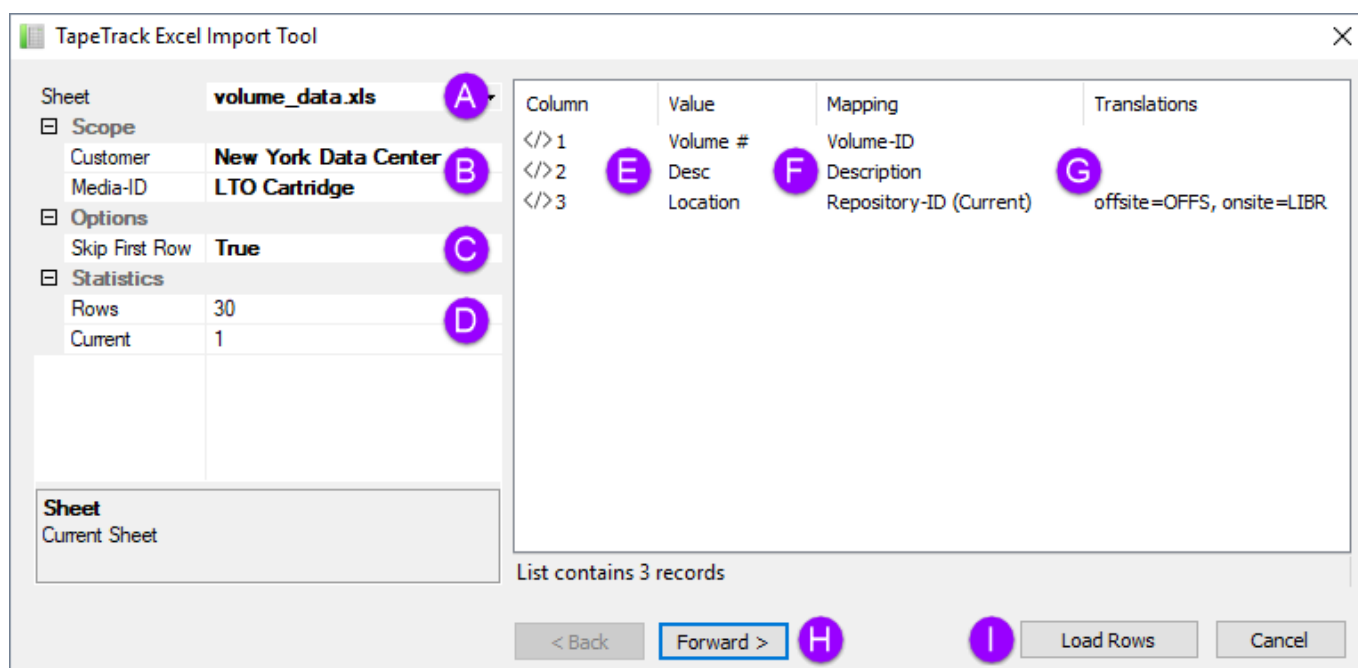 TapeTrack Excel Import Tool
Sheet volume_data.xls A
Scope
Customer New York Data Center
B
Media-ID LTO Cartridge
Options
Skip First Row True C
Statistics
Rows 30
D
Current 1
Sheet
Current Sheet
Column Value Mapping Translations
</> 1 Volume # Volume-ID
</> 2 E Desc F Description G
</> 3 Location Repository-ID (Current) offsite=OFFS, onsite=LIBR
List contains 3 records
< Back Forward > H I Load Rows Cancel